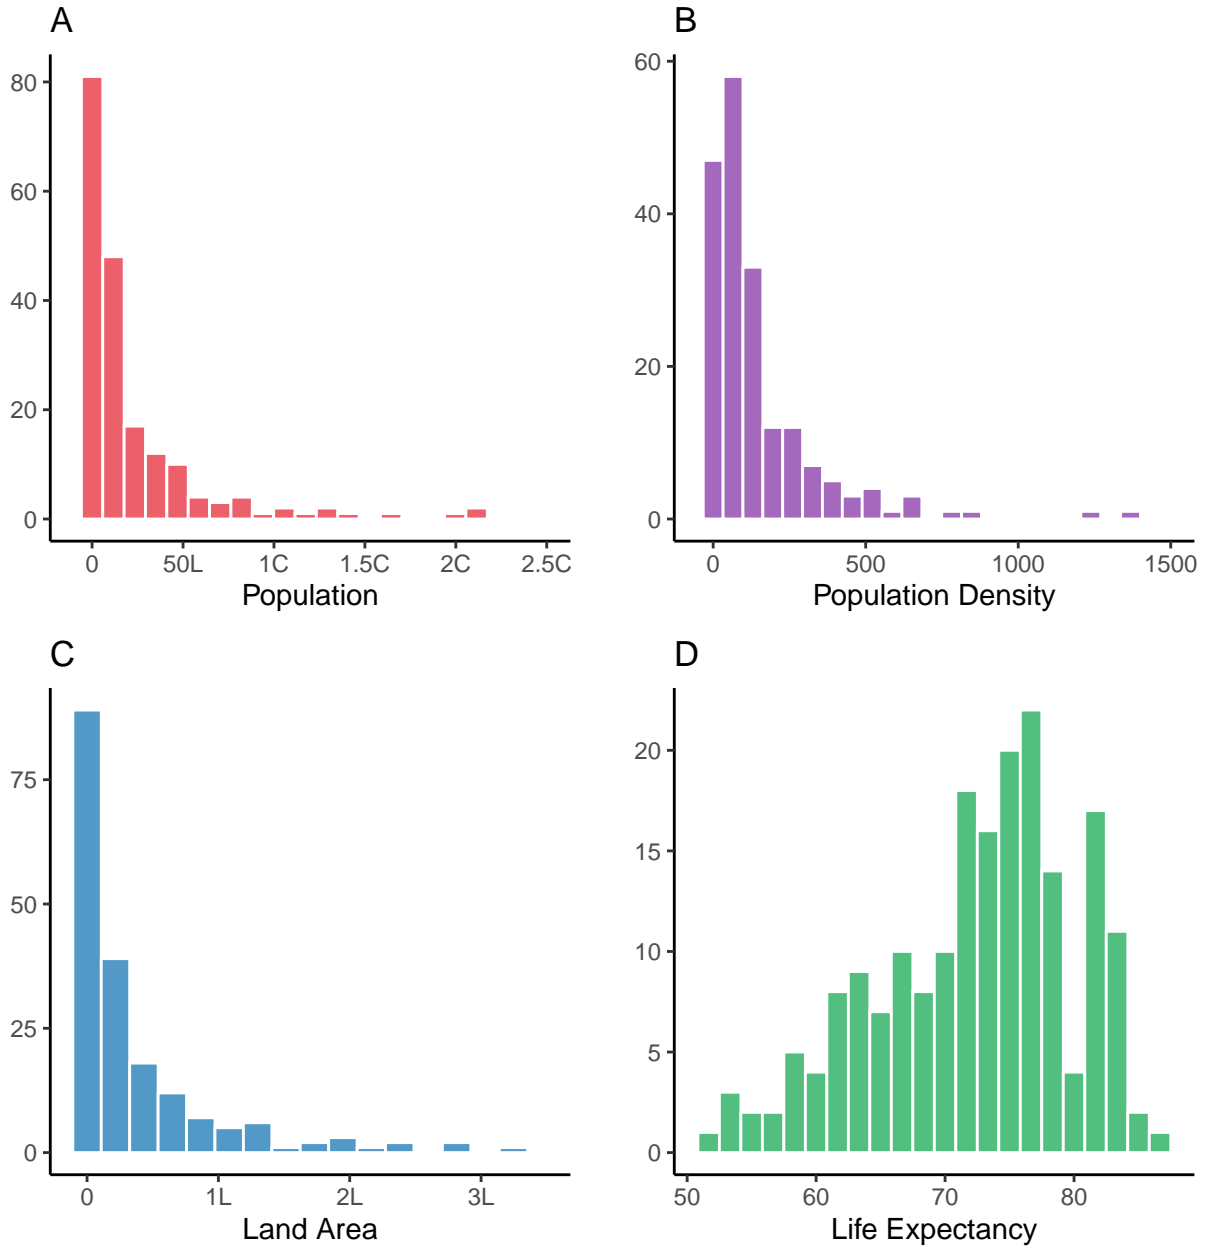 A
80
60
40
20
0
0 50L 1C 1.5C 2C 2.5C
Population
B
60
40
20
0
0 500 1000 1500
Population Density
C
75
50
25
0
0 1L 2L 3L
Land Area
D
20
15
10
5
0
50 60 70 80
Life Expectancy